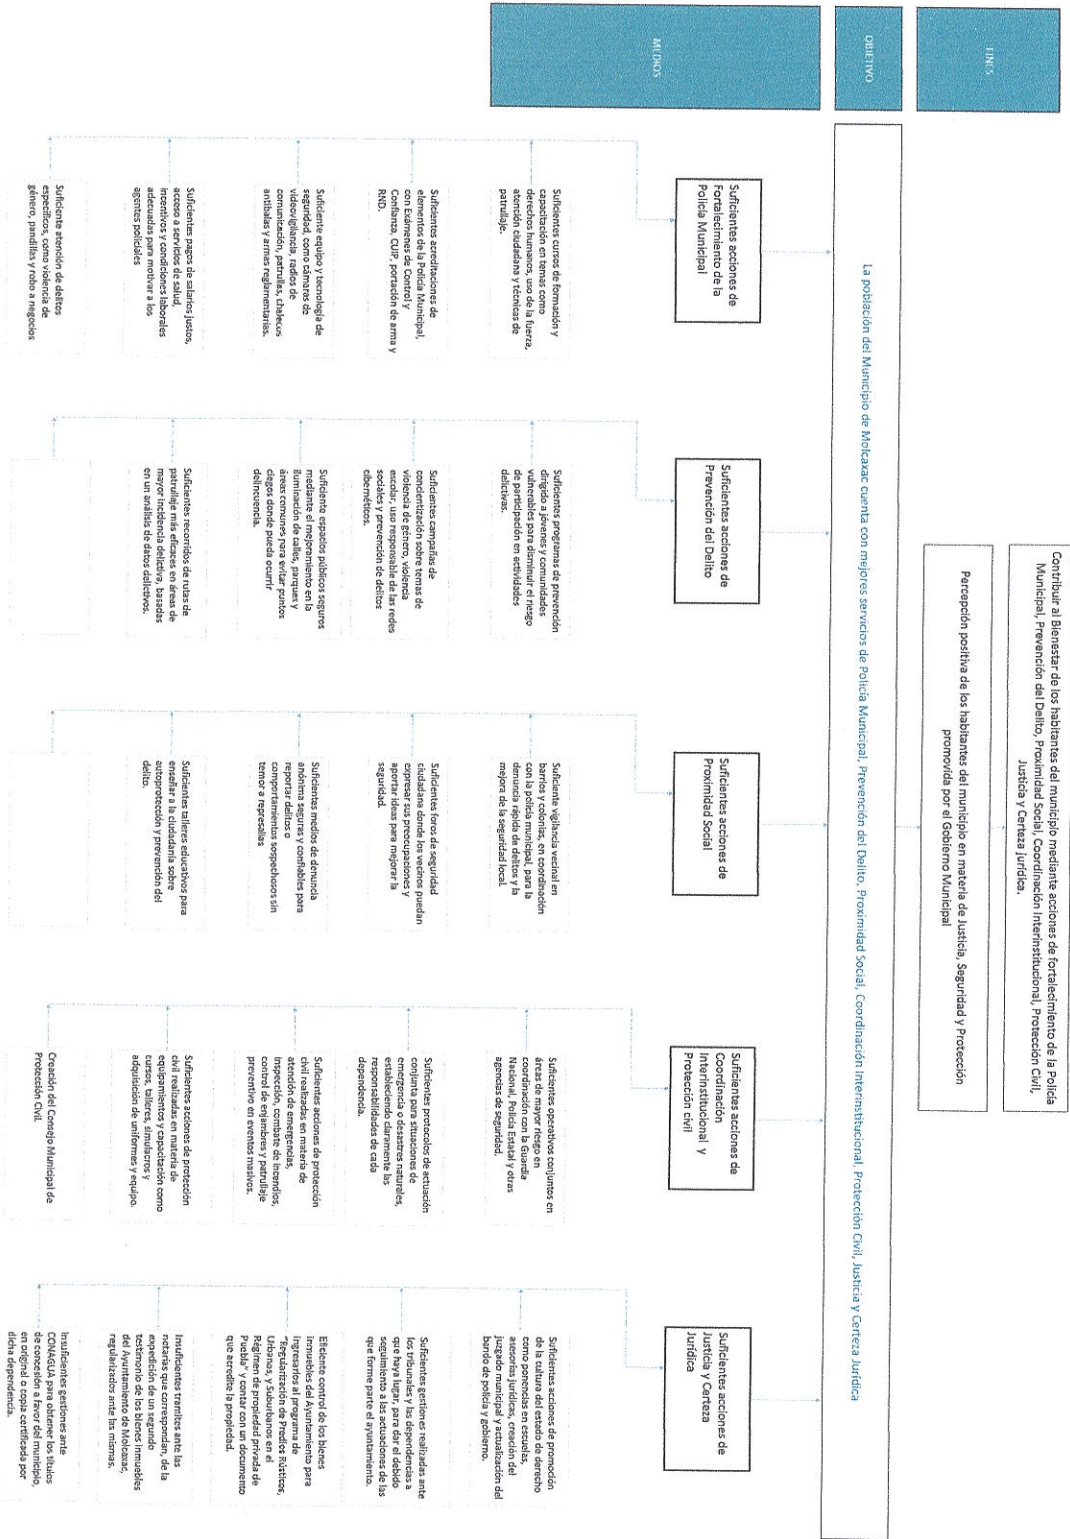 FINES
Contribuir al Bienestar de los habitantes del municipio mediante acciones de fortalecimiento de la Policía
Municipal, Prevención del Delito, Proximidad Social, Coordinación Interinstitucional, Protección Civil,
Justicia y Certeza Jurídica.
Percepción positiva de los habitantes del municipio en materia de Justicia, Seguridad y Protección
promovida por el Gobierno Municipal
OBJETIVO
La población del Municipio de Molcaxac cuenta con mejores servicios de Policía Municipal, Prevención del Delito, Proximidad Social, Coordinación Interinstitucional, Protección Civil, Justicia y Certeza Jurídica
MEDIOS
Suficientes acciones de
Fortalecimiento de la
Policía Municipal
Suficientes cursos de formación y
capacitación en temas como
derechos humanos, uso de la fuerza,
atención ciudadana y técnicas de
patrullaje.
Suficientes acreditaciones de
elementos de la Policía Municipal,
con Exámenes de Control y
Confianza, CUIP, portación de arma y
RND.
Suficiente equipo y tecnología de
seguridad, como cámaras de
videovigilancia, radios de
comunicación, patrullas, chalecos
antibalas y armas reglamentarias.
Suficientes pagos de salarios justos,
acceso a servicios de salud,
incentivos y condiciones laborales
adecuadas para motivar a los
agentes policiales
Suficiente atención de delitos
específicos, como violencia de
género, pandillas y robo a negocios
Suficientes acciones de
Prevención del Delito
Suficientes programas de prevención
dirigido a jóvenes y comunidades
vulnerables para disminuir el riesgo
de participación en actividades
delictivas.
Suficientes campañas de
concientización sobre temas de
violencia de género, violencia
escolar, uso responsable de las redes
sociales y prevención de delitos
cibernéticos.
Suficiente espacios públicos seguros
mediante el mejoramiento en la
iluminación de calles, parques y
áreas comunes para evitar puntos
ciegos donde pueda ocurrir
delincuencia.
Suficientes recorridos de rutas de
patrullaje más eficaces en áreas de
mayor incidencia delictiva, basadas
en un análisis de datos delictivos.
Suficientes acciones de
Proximidad Social
Suficiente vigilancia vecinal en
barrios y colonias, en coordinación
con la policía municipal, para la
denuncia rápida de delitos y la
mejora de la seguridad local.
Suficientes foros de seguridad
ciudadana donde los vecinos puedan
expresar sus preocupaciones y
aportar ideas para mejorar la
seguridad.
Suficientes medios de denuncia
anónima seguras y confiables para
reportar delitos o
comportamientos sospechosos sin
temor a represalias
Suficientes talleres educativos para
enseñar a la ciudadanía sobre
autoprotección y prevención del
delito.
Suficientes acciones de
Coordinación
Interinstitucional y
Protección civil
Suficientes operativos conjuntos en
áreas de mayor riesgo en
coordinación con la Guardia
Nacional, Policía Estatal y otras
agencias de seguridad.
Suficientes protocolos de actuación
conjunta para situaciones de
emergencia o desastres naturales,
estableciendo claramente las
responsabilidades de cada
dependencia.
Suficientes acciones de protección
civil realizadas en materia de
atención de emergencias,
inspección, combate de incendios,
control de enjambres y patrullaje
preventivo en eventos masivos.
Suficientes acciones de protección
civil realizadas en materia de
equipamientos y capacitación como
cursos, talleres, simulacros y
adquisición de uniformes y equipo.
Creación del Consejo Municipal de
Protección Civil.
Suficientes acciones de
Justicia y Certeza
Jurídica
Suficientes acciones de promoción
de la cultura del estado de derecho
como ponencias en escuelas,
asesorías jurídicas, creación del
juzgado municipal y actualización del
bando de policía y gobierno.
Suficientes gestiones realizadas ante
los tribunales y las dependencias a
que haya lugar, para dar el debido
seguimiento a las actuaciones de las
que forme parte el ayuntamiento.
Eficiente control de los bienes
inmuebles del Ayuntamiento para
ingresarlos al programa de
"Regularización de Predios Rústicos,
Urbanos, y Suburbanos en el
Régimen de propiedad privada de
Puebla" y contar con un documento
que acredite la propiedad.
Insuficientes tramites ante las
notarías que correspondan, de la
expedición de un segundo
testimonio de los bienes inmuebles
del Ayuntamiento de Molcaxac,
regularizados ante las mismas.
Insuficientes gestiones ante
CONAGUA para obtener los títulos
de concesión a favor del municipio,
en original o copia certificada por
dicha dependencia.